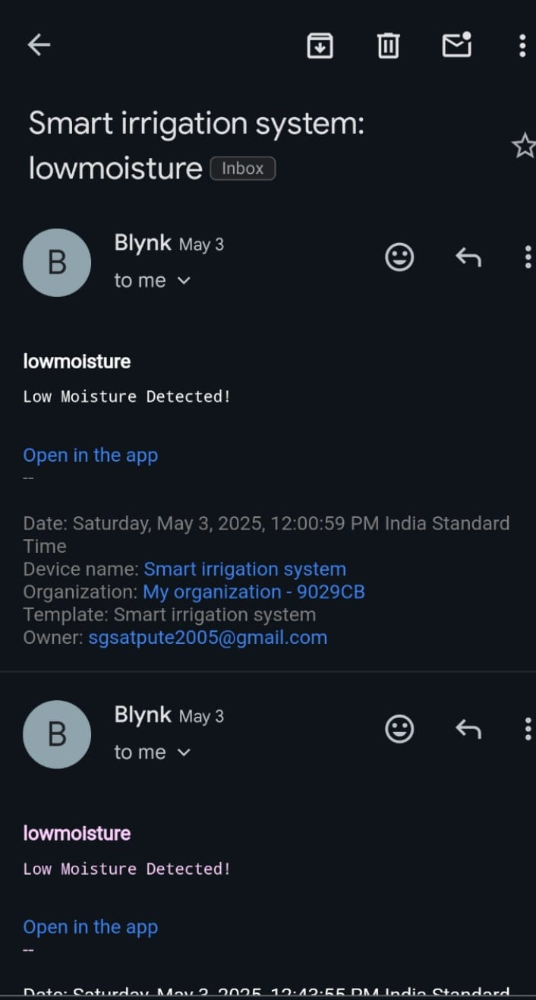 Smart irrigation system:
lowmoisture Inbox
B
Blynk May 3
to me
lowmoisture
Low Moisture Detected!
Open in the app
--
Date: Saturday, May 3, 2025, 12:00:59 PM India Standard
Time
Device name: Smart irrigation system
Organization: My organization - 9029CB
Template: Smart irrigation system
Owner: sgsatpute2005@gmail.com
B
Blynk May 3
to me
lowmoisture
Low Moisture Detected!
Open in the app
--
Date: Saturday, May 3, 2025, 12:43:55 PM India Standard